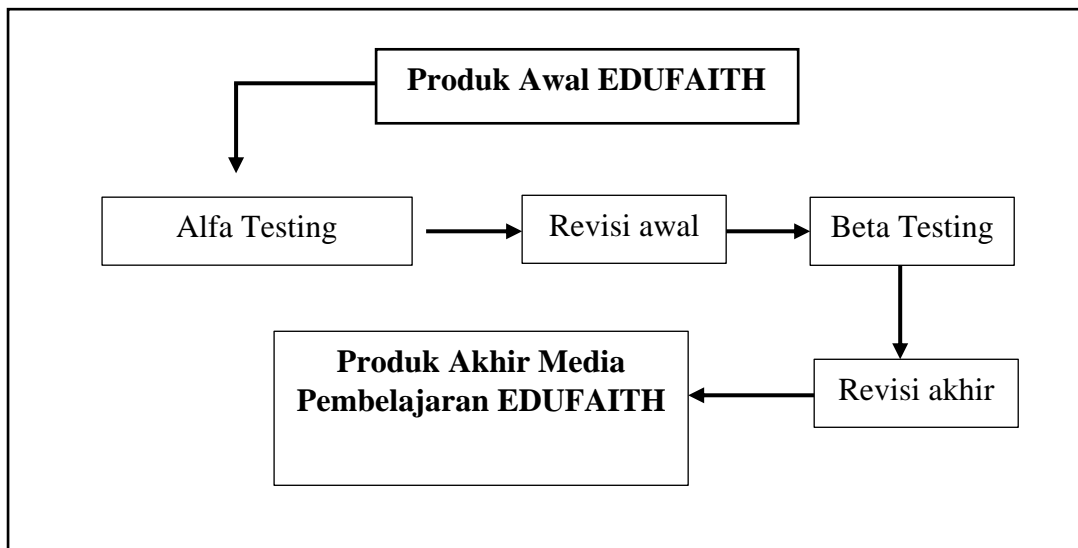 Produk Awal EDUFAITH
Alfa Testing
Revisi awal
Beta Testing
Revisi akhir
Produk Akhir Media
Pembelajaran EDUFAITH